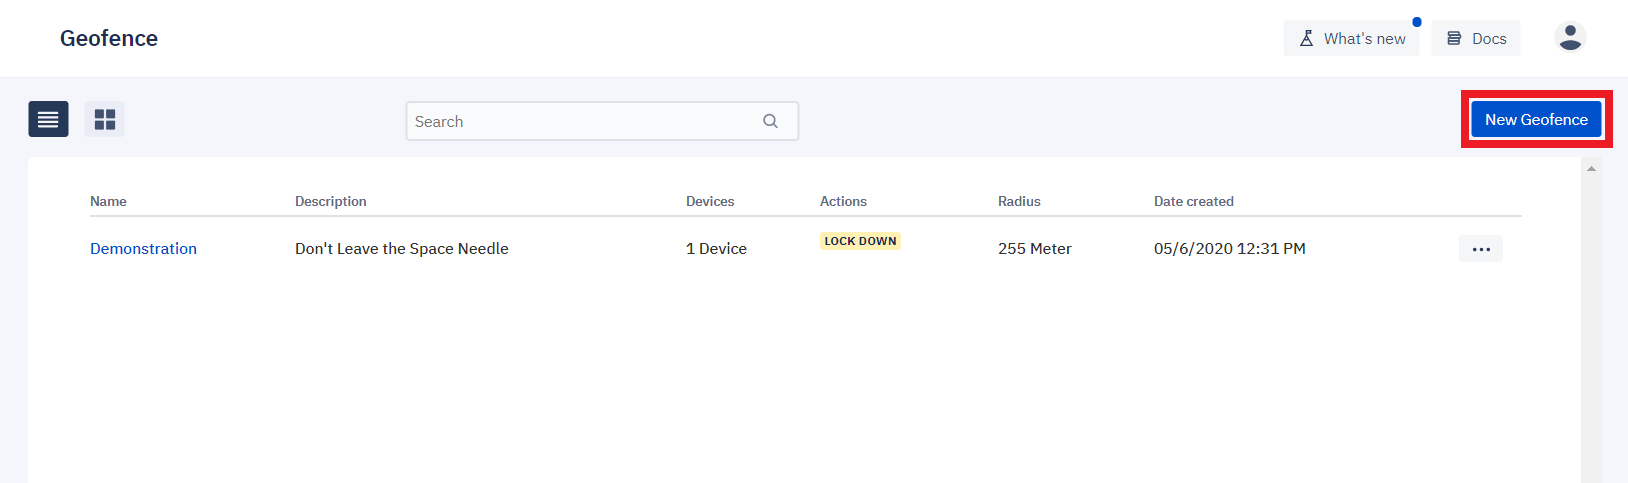 Geofence
What's new
Docs
Search
New Geofence
Name Description Devices Actions Radius Date created
Demonstration Don't Leave the Space Needle 1 Device LOCK DOWN 255 Meter 05/6/2020 12:31 PM